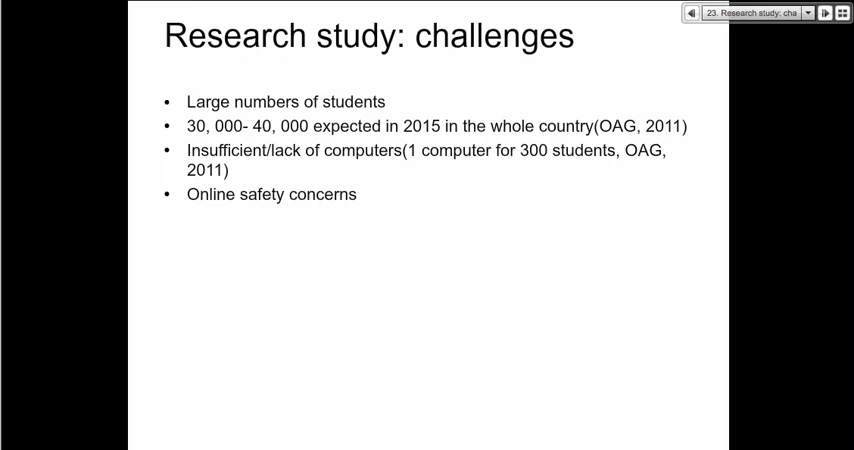 23. Research study: cha
Research study: challenges
• Large numbers of students
• 30, 000- 40, 000 expected in 2015 in the whole country(OAG, 2011)
• Insufficient/lack of computers(1 computer for 300 students, OAG,
2011)
• Online safety concerns